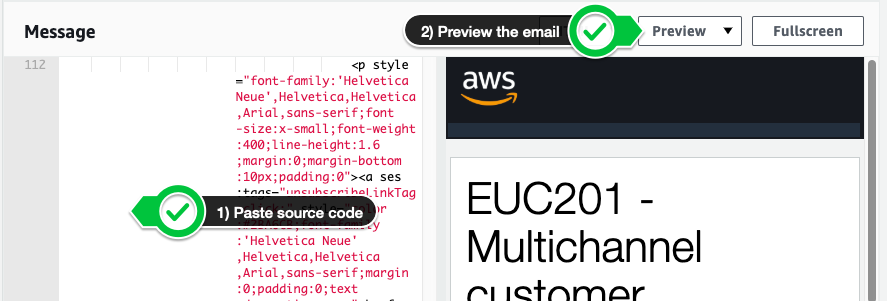 Message
2) Preview the email
Preview
Fullscreen
112
<p style
="font-family:'Helvetica
Neue',Helvetica,Helvetica
,Arial,sans-serif;font
-size:x-small;font-weight
:400;line-height:1.6
;margin:0;margin-bottom
:10px;padding:0"><a ses
:tags="unsubscribeLinkTag
1) Paste source code
:'Helvetica Neue'
,Helvetica,Helvetica
,Arial,sans-serif;margin
:0;padding:0;text
aws
EUC201 -
Multichannel
customer